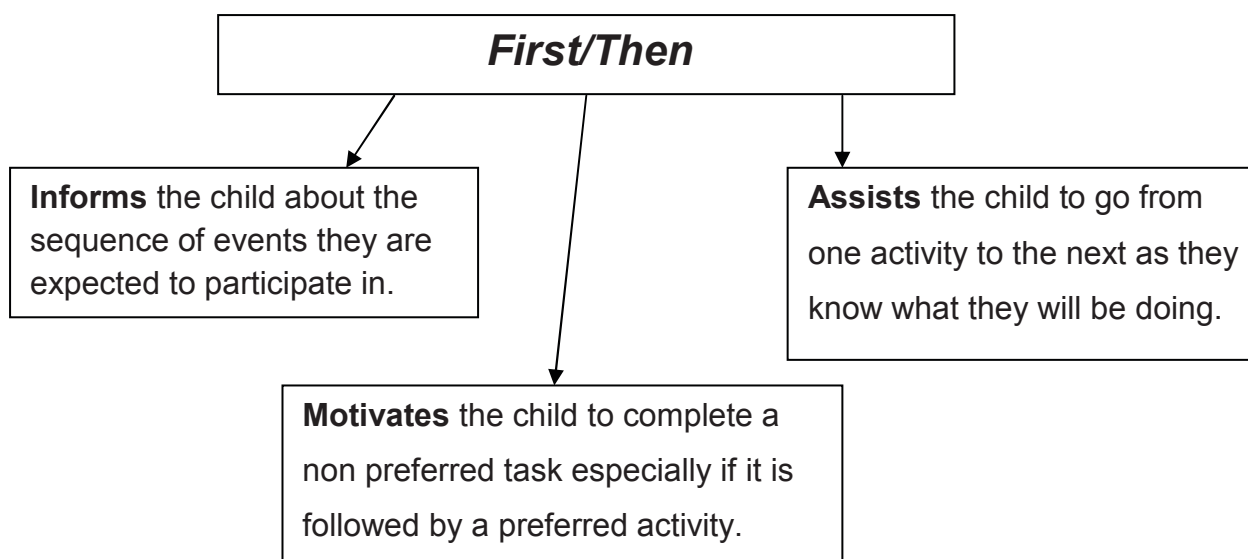 First/Then
Informs the child about the
sequence of events they are
expected to participate in.
Assists the child to go from
one activity to the next as they
know what they will be doing.
Motivates the child to complete a
non preferred task especially if it is
followed by a preferred activity.